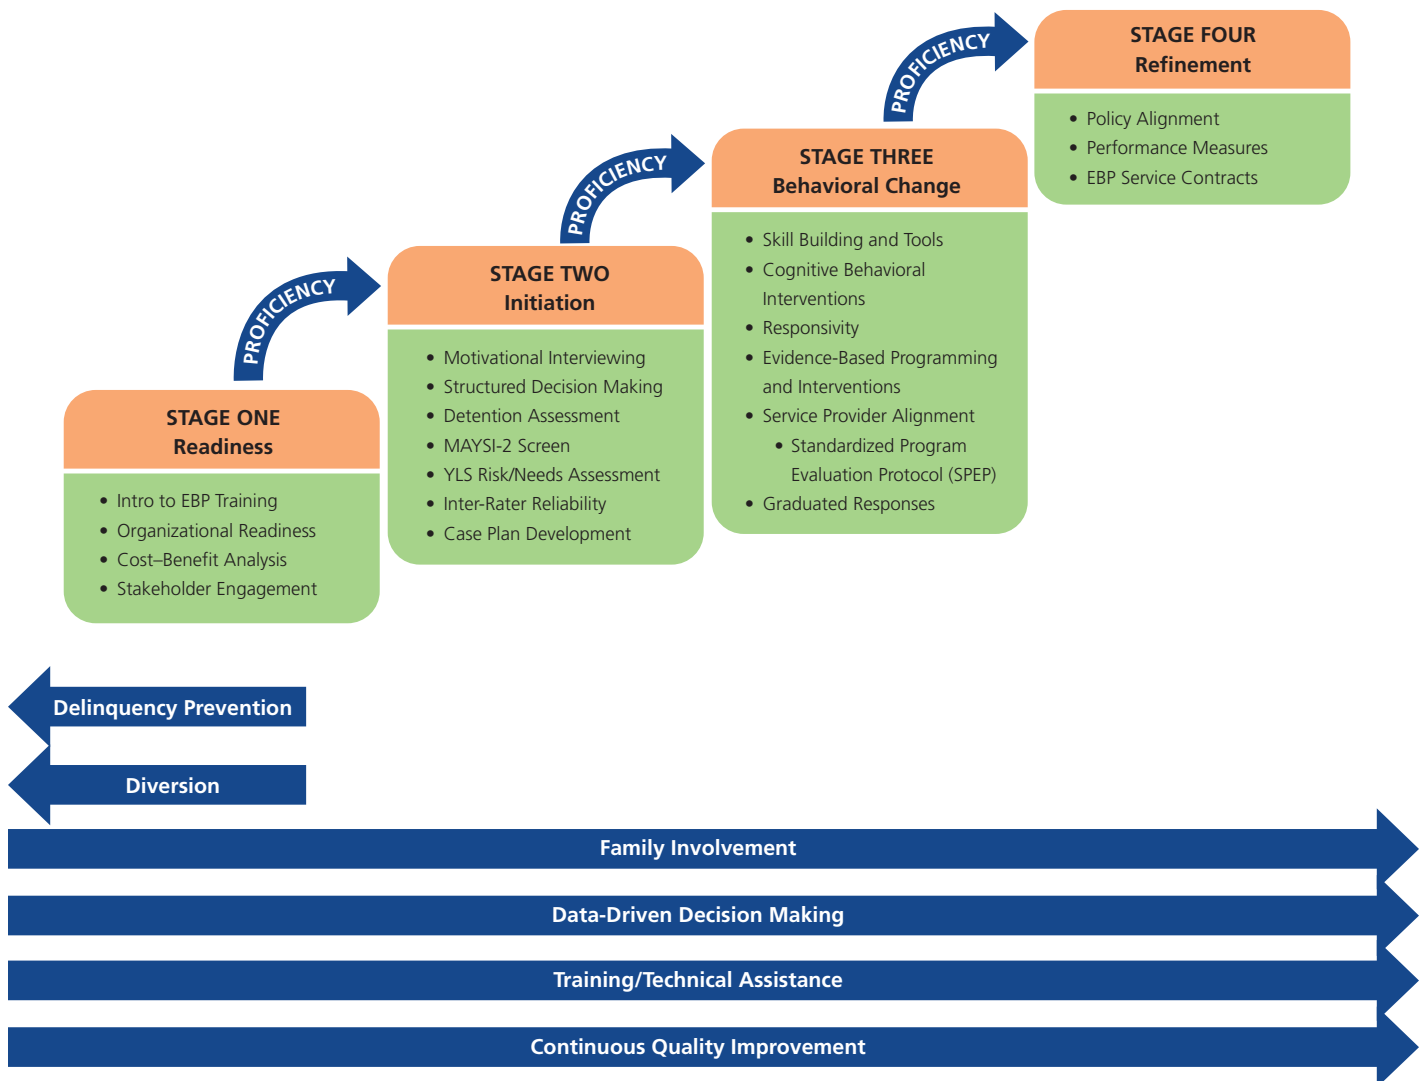 STAGE ONE
Readiness
• Intro to EBP Training
• Organizational Readiness
• Cost–Benefit Analysis
• Stakeholder Engagement
PROFICIENCY
STAGE TWO
Initiation
• Motivational Interviewing
• Structured Decision Making
• Detention Assessment
• MAYSI-2 Screen
• YLS Risk/Needs Assessment
• Inter-Rater Reliability
• Case Plan Development
PROFICIENCY
STAGE THREE
Behavioral Change
• Skill Building and Tools
• Cognitive Behavioral
Interventions
• Responsivity
• Evidence-Based Programming
and Interventions
• Service Provider Alignment
• Standardized Program
Evaluation Protocol (SPEP)
• Graduated Responses
PROFICIENCY
STAGE FOUR
Refinement
• Policy Alignment
• Performance Measures
• EBP Service Contracts
Delinquency Prevention
Diversion
Family Involvement
Data-Driven Decision Making
Training/Technical Assistance
Continuous Quality Improvement